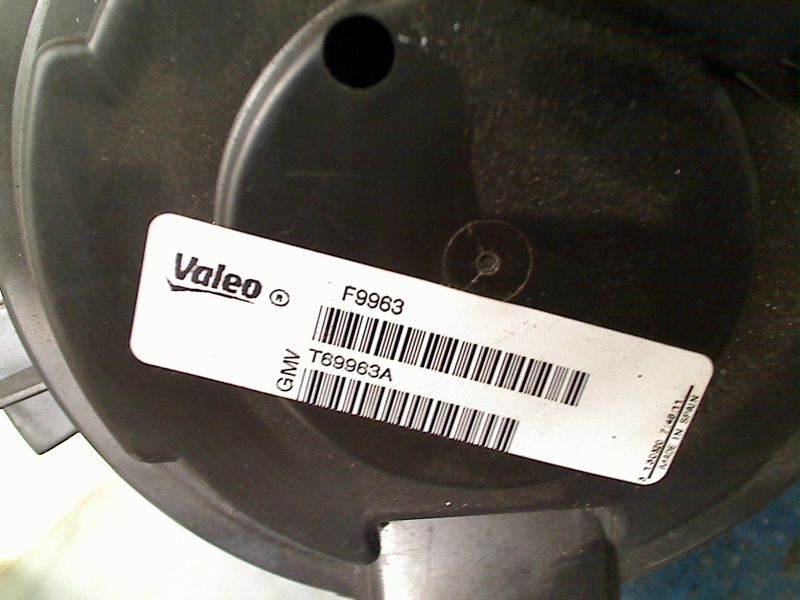 Valeo ®
F9963
T69963A
GMV
MADE IN SPAIN